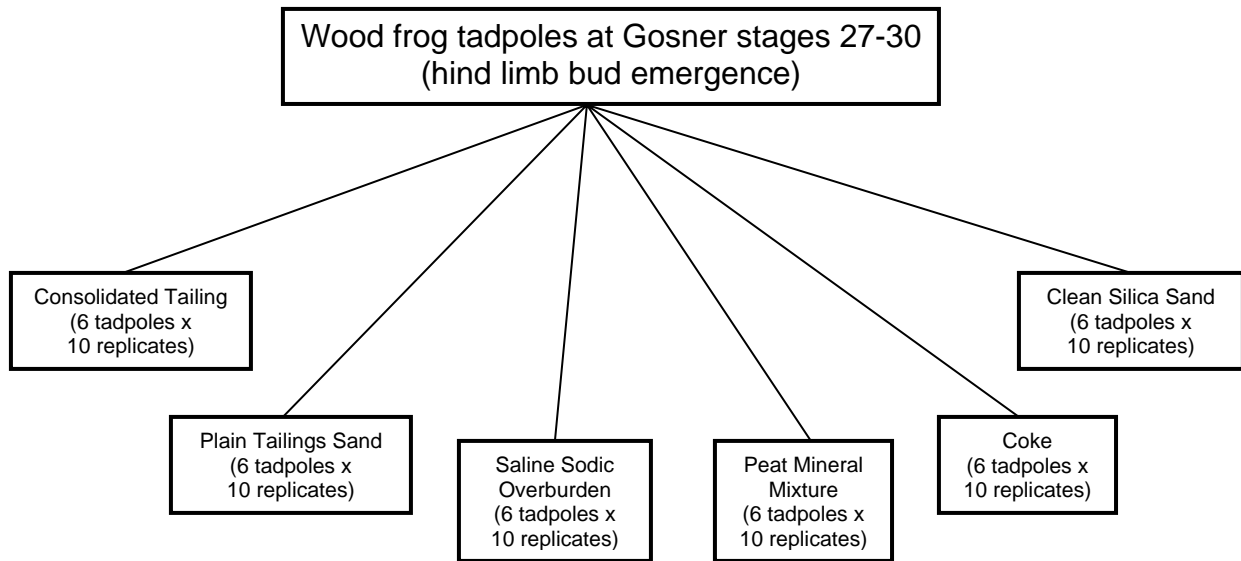 Wood frog tadpoles at Gosner stages 27-30
(hind limb bud emergence)
Consolidated Tailing
(6 tadpoles x
10 replicates)
Plain Tailings Sand
(6 tadpoles x
10 replicates)
Saline Sodic
Overburden
(6 tadpoles x
10 replicates)
Peat Mineral
Mixture
(6 tadpoles x
10 replicates)
Coke
(6 tadpoles x
10 replicates)
Clean Silica Sand
(6 tadpoles x
10 replicates)